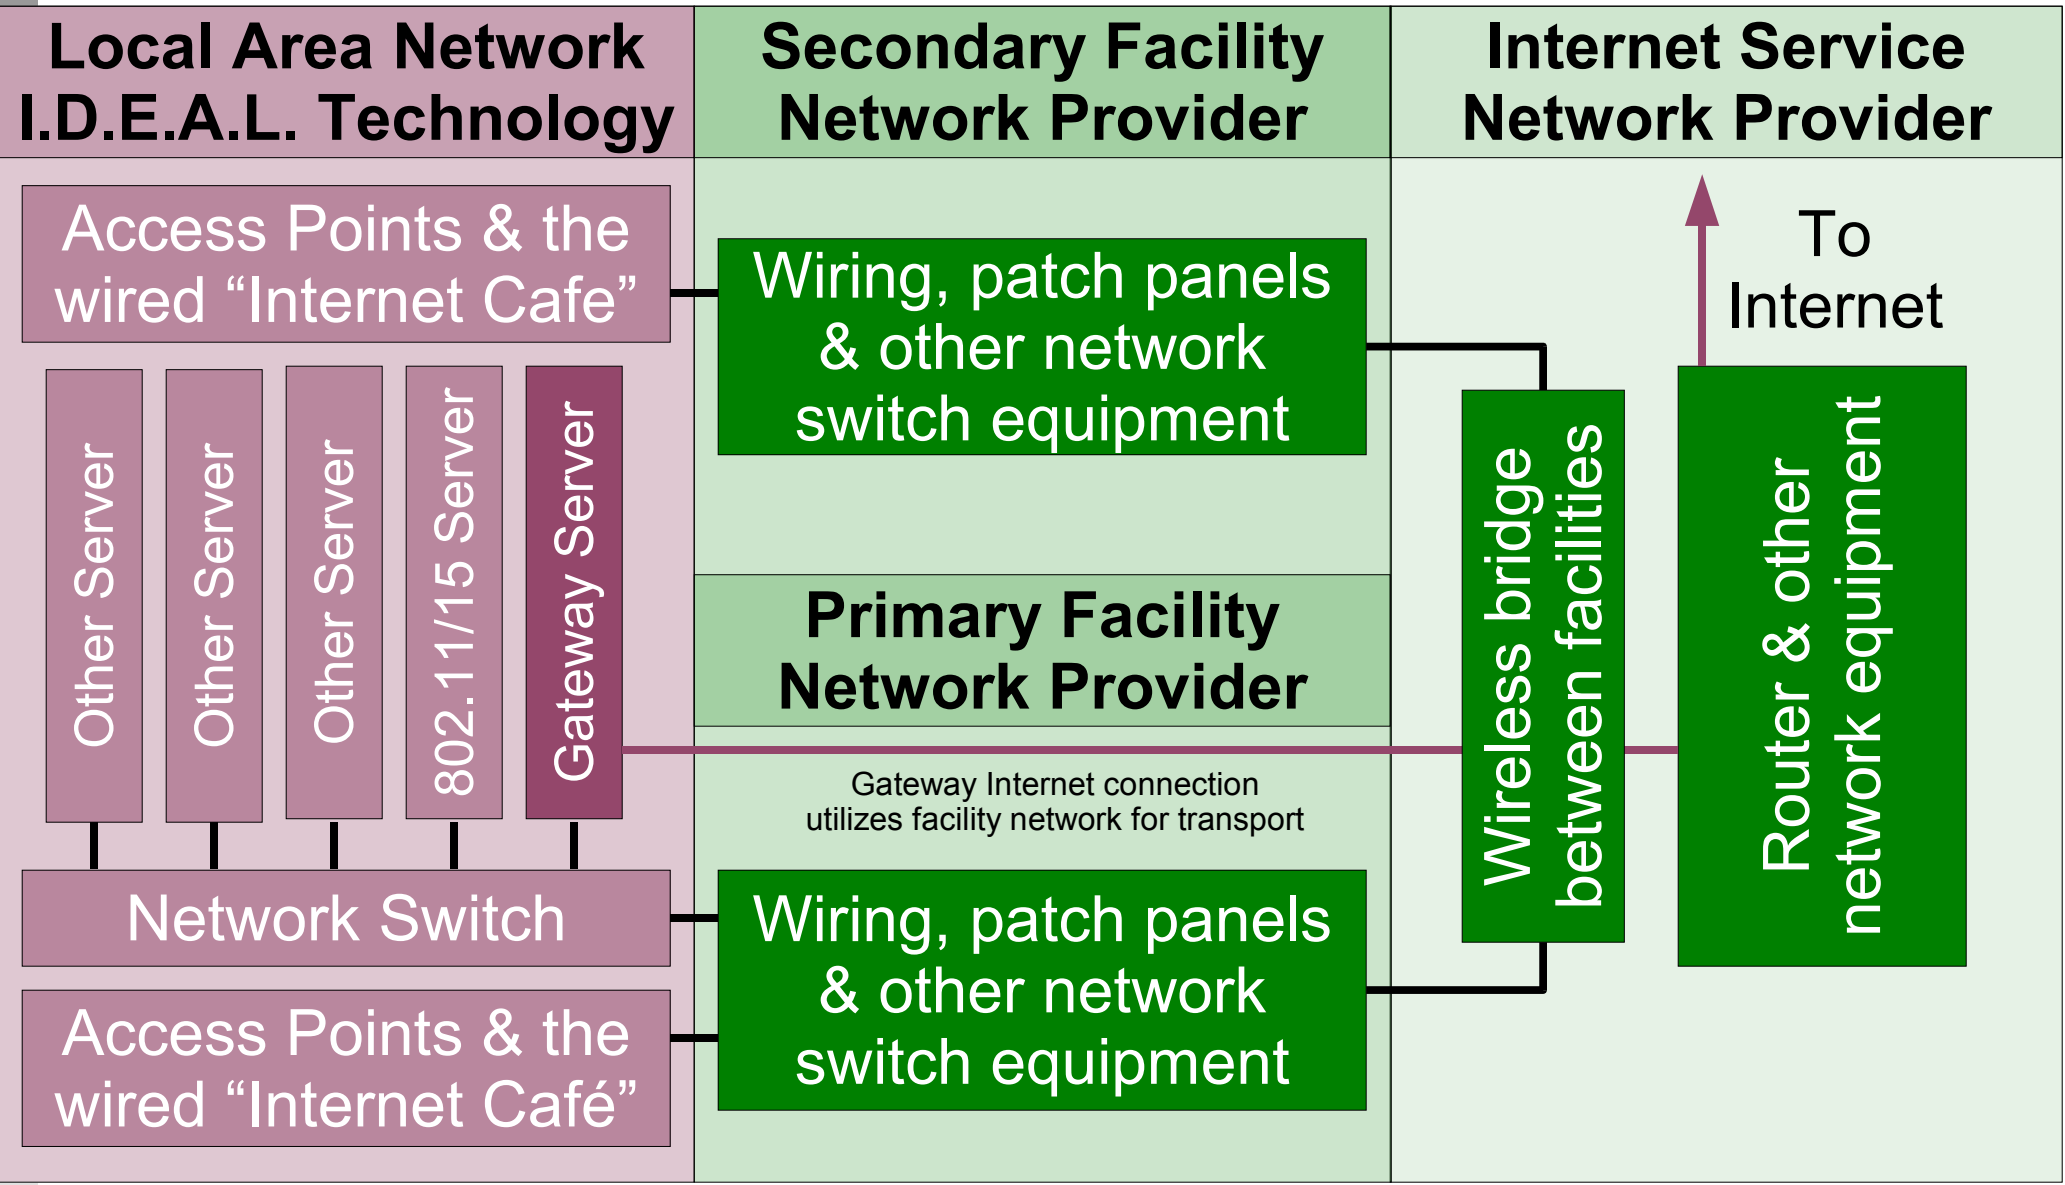 Local Area Network
I.D.E.A.L. Technology
Access Points & the
wired “Internet Cafe”
Other Server
Other Server
Other Server
802.11/15 Server
Gateway Server
Network Switch
Access Points & the
wired “Internet Café”
Secondary Facility
Network Provider
Wiring, patch panels
& other network
switch equipment
Primary Facility
Network Provider
Gateway Internet connection
utilizes facility network for transport
Wiring, patch panels
& other network
switch equipment
Internet Service
Network Provider
To
Internet
Wireless bridge
between facilities
Router & other
network equipment